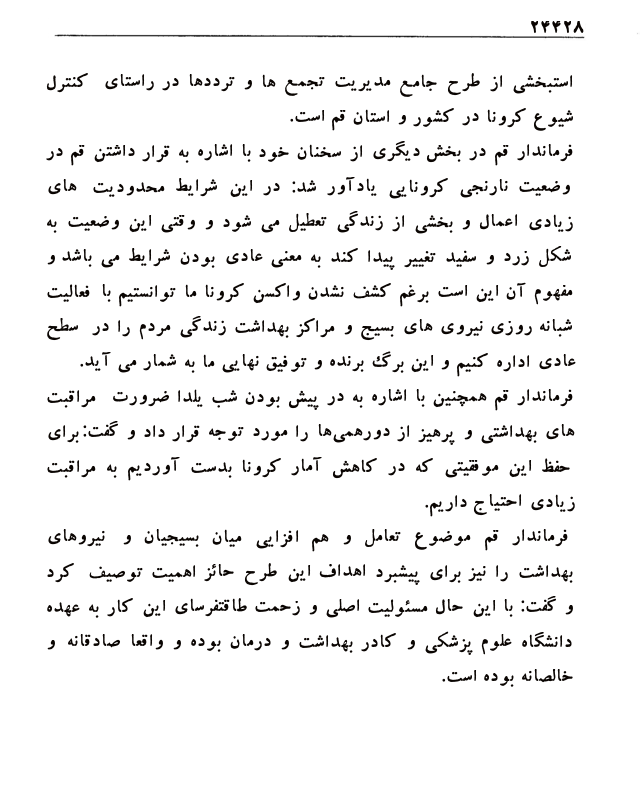 ۲۴۴۲۸
استبخشی از طرح جامع مدیریت تجمع ها و ترددها در راستای کنترل
شیوع کرونا در کشور و استان قم است.
فرماندار قم در بخش دیگری از سخنان خود با اشاره به قرار داشتن قم در
وضعیت نارنجی کرونایی یادآور شد: در این شرایط محدودیت های
زیادی اعمال و بخشی از زندگی تعطیل می شود و وقتی این وضعیت به
شکل زرد و سفید تغییر پیدا کند به معنی عادی بودن شرایط می باشد و
مفهوم آن این است برغم کشف نشدن واکسن کرونا ما توانستیم با فعالیت
شبانه روزی نیروی های بسیج و مراکز بهداشت زندگی مردم را در سطح
عادی اداره کنیم و این برگ برنده و توفیق نهایی ما به شمار می آید.
فرماندار قم همچنین با اشاره به در پیش بودن شب یلدا ضرورت مراقبت
های بهداشتی و پرهیز از دورهمی‌ها را مورد توجه قرار داد و گفت:برای
حفظ این موفقیتی که در کاهش آمار کرونا بدست آوردیم به مراقبت
زیادی احتیاج داریم.
فرماندار قم موضوع تعامل و هم افزایی میان بسیجیان و نیروهای
بهداشت را نیز برای پیشبرد اهداف این طرح حائز اهمیت توصیف کرد
و گفت: با این حال مسئولیت اصلی و زحمت طاقتفرسای این کار به عهده
دانشگاه علوم پزشکی و کادر بهداشت و درمان بوده و واقعا صادقانه و
خالصانه بوده است.